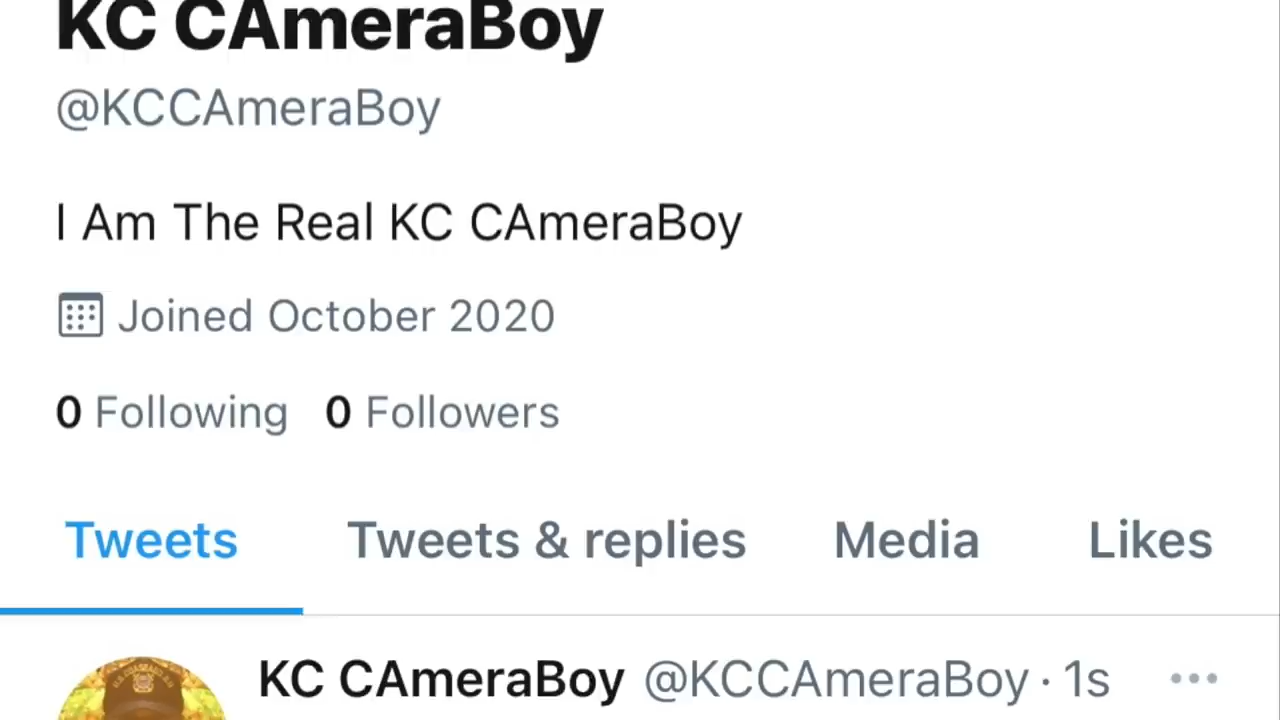 KC CAmeraBoy
@KCCAmeraBoy
I Am The Real KC CAmeraBoy
Joined October 2020
0 Following 0 Followers
Tweets Tweets & replies Media Likes
KC CAmeraBoy @KCCAmeraBoy · 1s